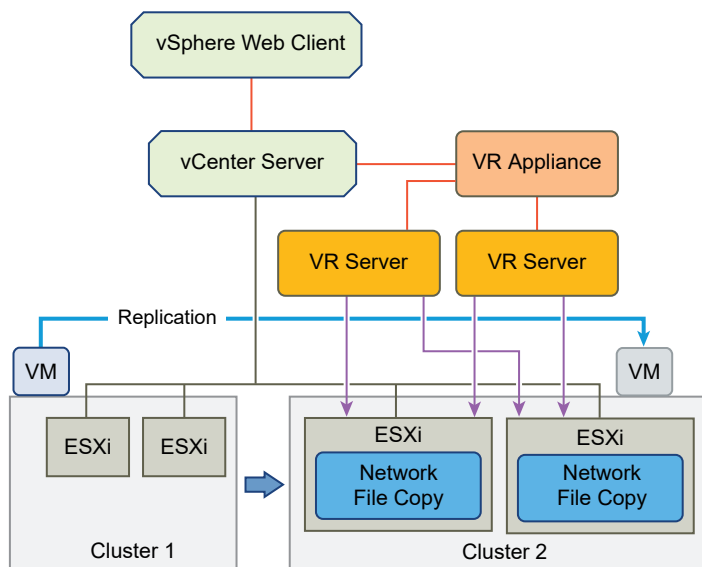 vSphere Web Client
vCenter Server
VR Appliance
VR Server
VR Server
Replication
VM
VM
ESXi
ESXi
ESXi
Network
File Copy
ESXi
Network
File Copy
Cluster 1
Cluster 2